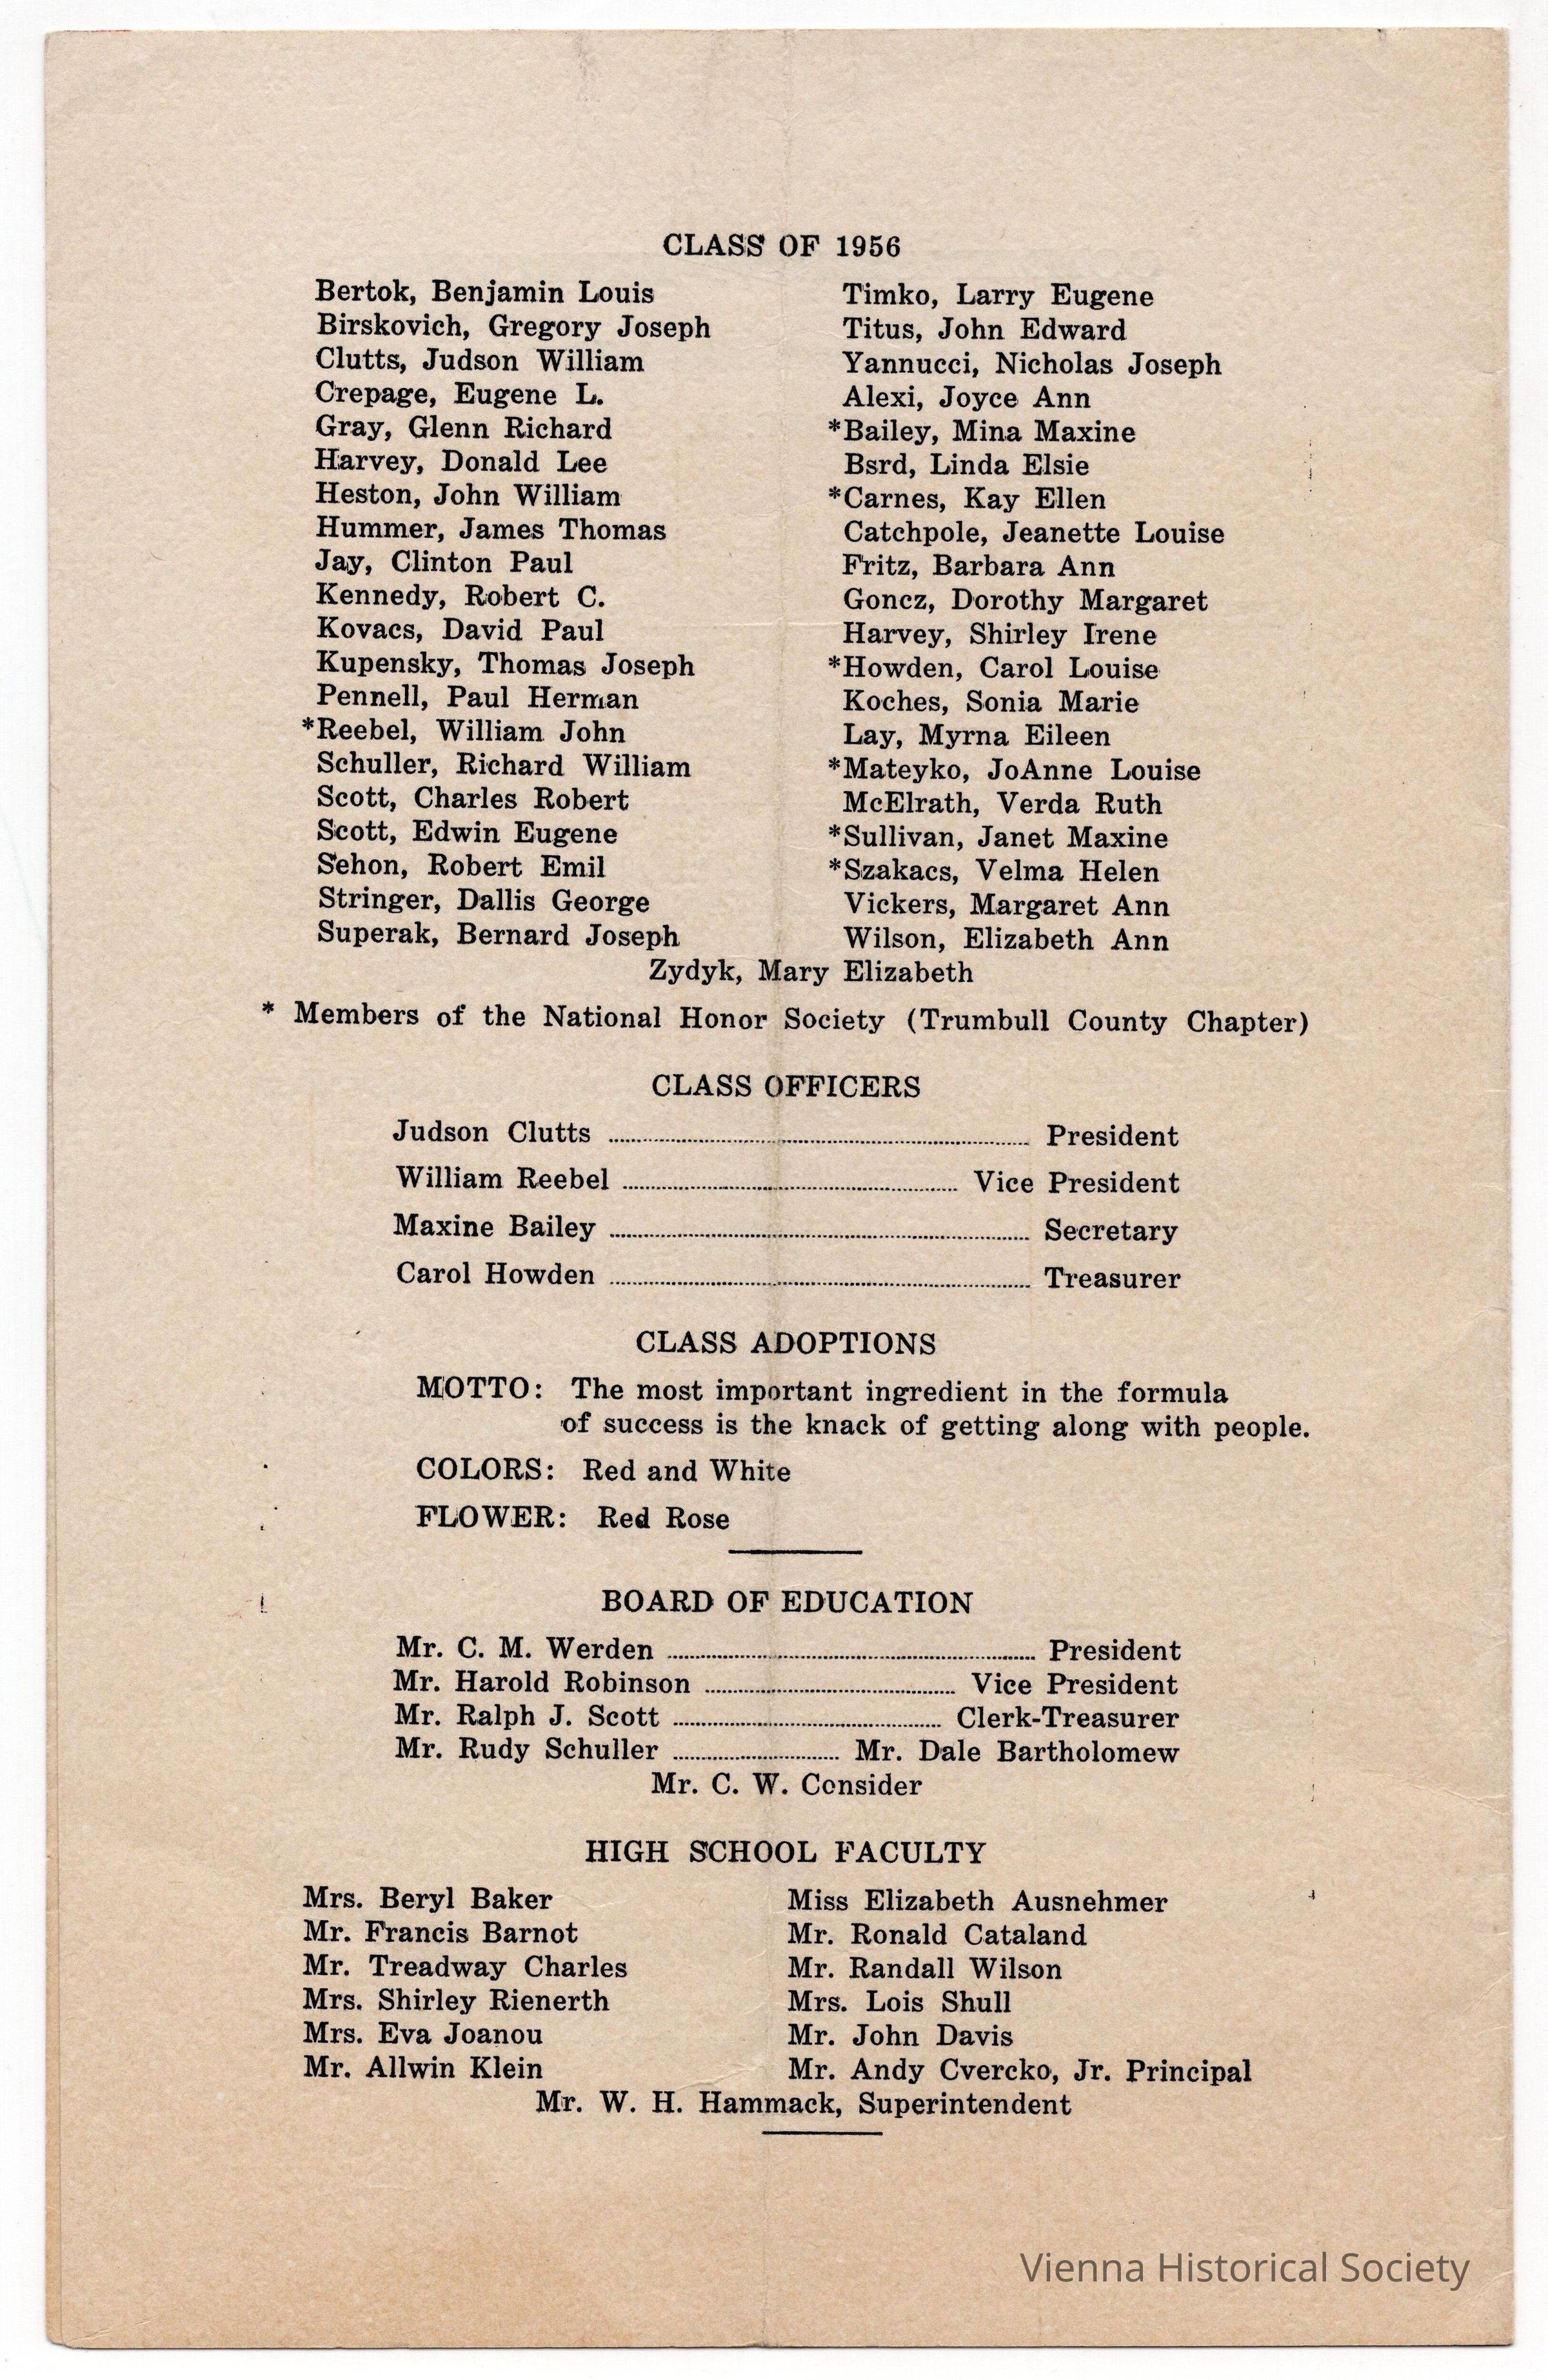 CLASS OF 1956
Bertok, Benjamin Louis
Birskovich, Gregory Joseph
Clutts, Judson William
Crepage, Eugene L.
Gray, Glenn Richard
Harvey, Donald Lee
Heston, John William
Hummer, James Thomas
Jay, Clinton Paul
Kennedy, Robert C.
Kovacs, David Paul
Kupensky, Thomas Joseph
Pennell, Paul Herman
*Reebel, William John
Schuller, Richard William
Scott, Charles Robert
Scott, Edwin Eugene
Sehon, Robert Emil
Stringer, Dallis George
Superak, Bernard Joseph
Timko, Larry Eugene
Titus, John Edward
Yannucci, Nicholas Joseph
Alexi, Joyce Ann
*Bailey, Mina Maxine
Bsrd, Linda Elsie
*Carnes, Kay Ellen
Catchpole, Jeanette Louise
Fritz, Barbara Ann
Goncz, Dorothy Margaret
Harvey, Shirley Irene
*Howden, Carol Louise
Koches, Sonia Marie
Lay, Myrna Eileen
*Mateyko, JoAnne Louise
McElrath, Verda Ruth
*Sullivan, Janet Maxine
*Szakacs, Velma Helen
Vickers, Margaret Ann
Wilson, Elizabeth Ann
Zydyk, Mary Elizabeth
* Members of the National Honor Society (Trumbull County Chapter)
CLASS OFFICERS
Judson Clutts ........ President
William Reebel ........ Vice President
Maxine Bailey ........ Secretary
Carol Howden ........ Treasurer
CLASS ADOPTIONS
MOTTO: The most important ingredient in the formula
of success is the knack of getting along with people.
COLORS: Red and White
FLOWER: Red Rose
BOARD OF EDUCATION
Mr. C. M. Werden ........ President
Mr. Harold Robinson ........ Vice President
Mr. Ralph J. Scott ........ Clerk-Treasurer
Mr. Rudy Schuller ........ Mr. Dale Bartholomew
Mr. C. W. Consider
HIGH SCHOOL FACULTY
Mrs. Beryl Baker
Mr. Francis Barnot
Mr. Treadway Charles
Mrs. Shirley Rienerth
Mrs. Eva Joanou
Mr. Allwin Klein
Miss Elizabeth Ausnehmer
Mr. Ronald Cataland
Mr. Randall Wilson
Mrs. Lois Shull
Mr. John Davis
Mr. Andy Cvercko, Jr. Principal
Mr. W. H. Hammack, Superintendent
Vienna Historical Society